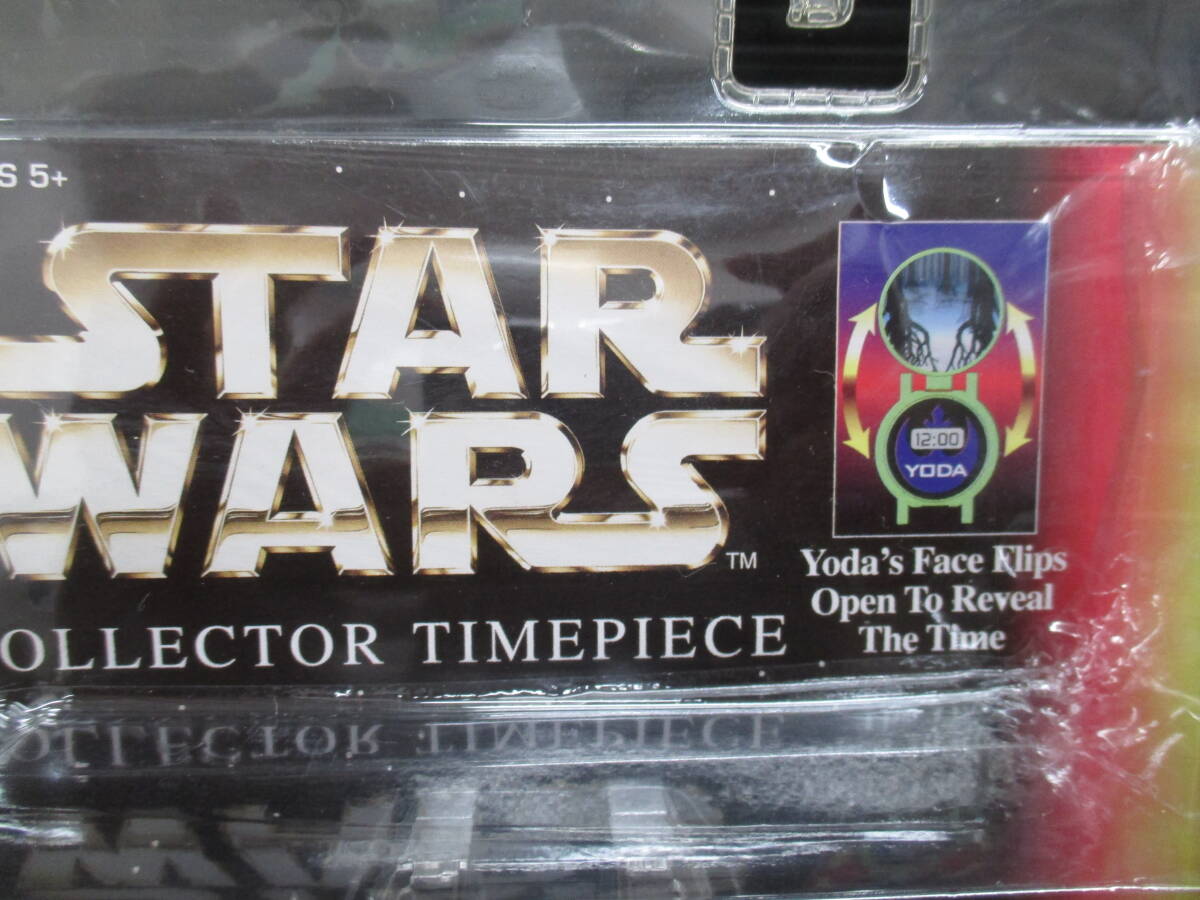 S 5+
STAR
WARS
™
OLLECTOR TIMEPIECE
12:00
YODA
Yoda's Face Flips
Open To Reveal
The Time